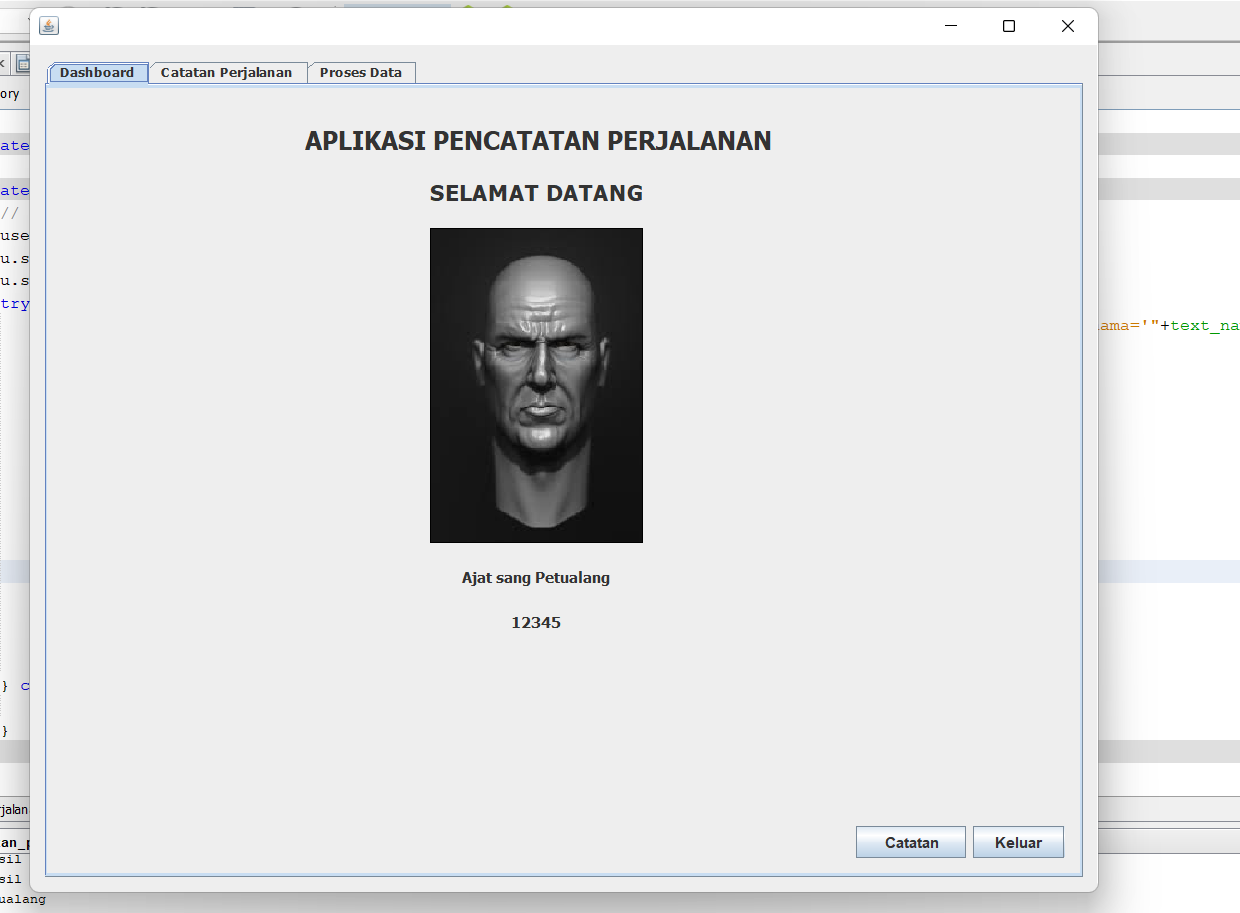 Dashboard
Catatan Perjalanan
Proses Data
ory
APLIKASI PENCATATAN PERJALANAN
SELAMAT DATANG
ate
ate
//
use
u.s
u.s
try
ama='"+text_na
Ajat sang Petualang
12345
} c
}
rjalan
Catatan
Keluar
an_p
sil
sil
ualang